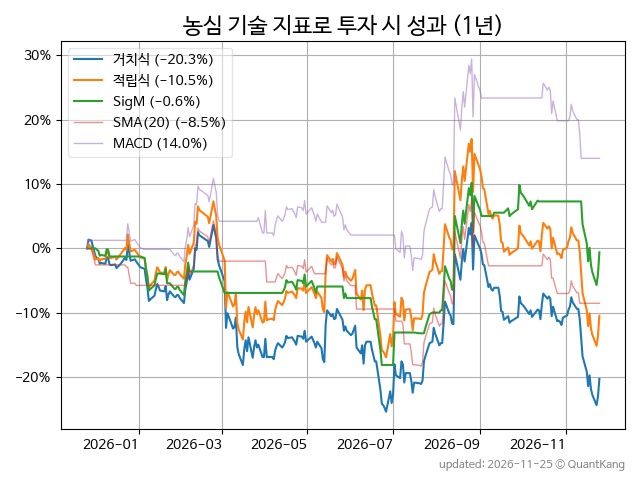 농심 기술 지표로 투자 시 성과 (1년)
30%
20%
10%
0%
−10%
−20%
거치식 (−20.3%)
적립식 (−10.5%)
SigM (−0.6%)
SMA(20) (−8.5%)
MACD (14.0%)
2026-01
2026-03
2026-05
2026-07
2026-09
2026-11
updated: 2026-11-25 © QuantKang